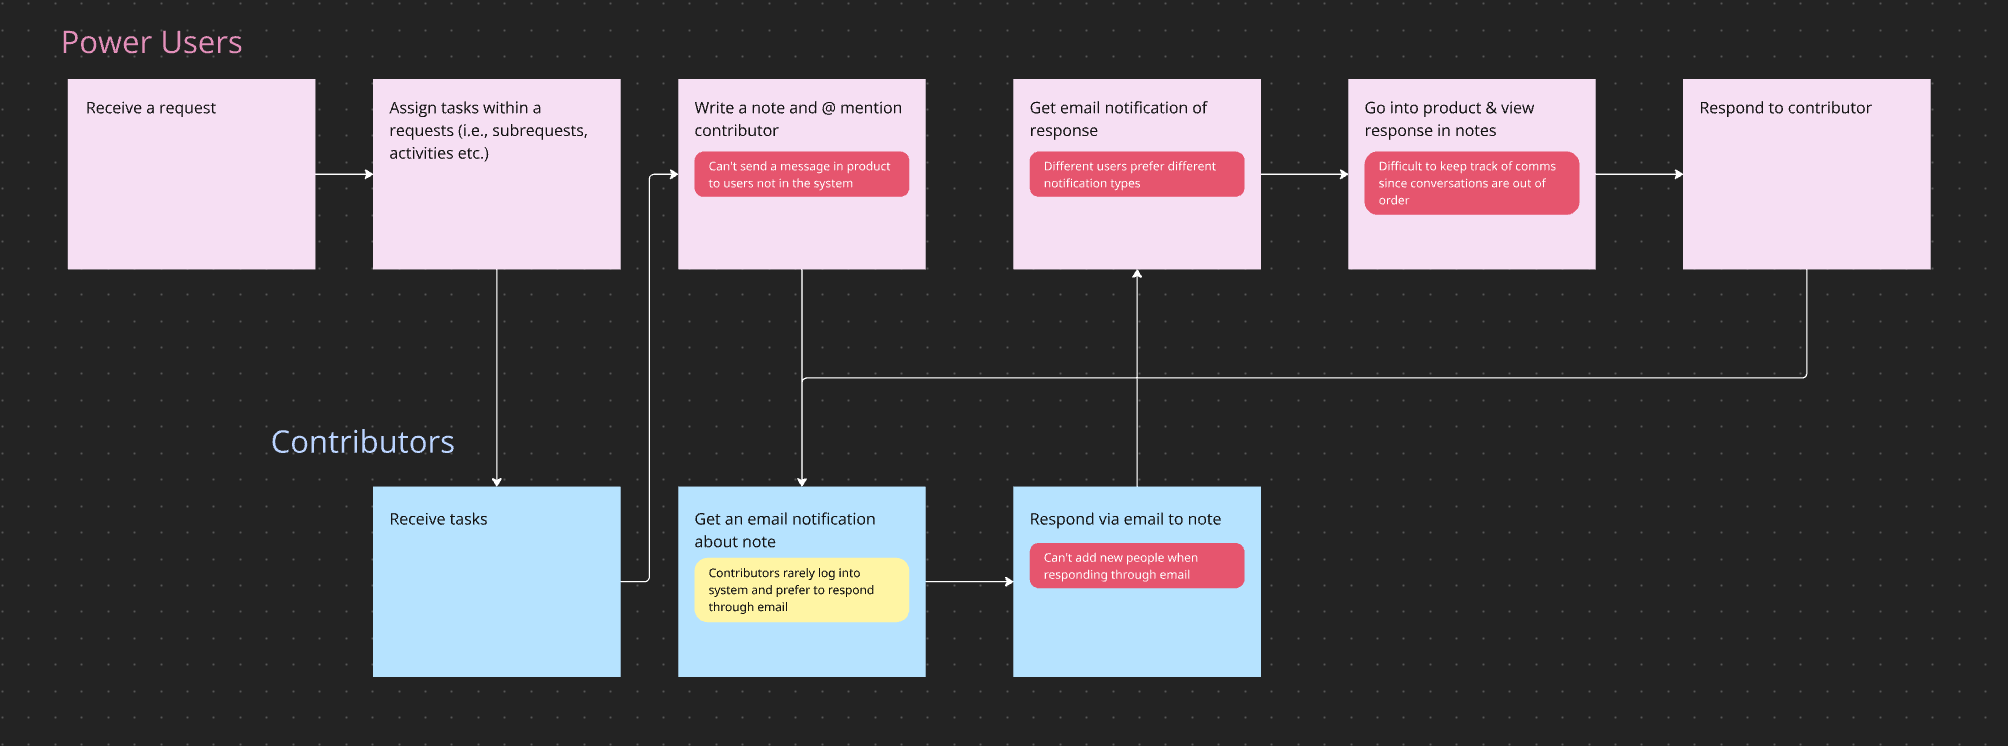 Power Users
Receive a request
Assign tasks within a
requests (i.e., subrequests,
activities etc.)
Write a note and @ mention
contributor
Can't send a message in product
to users not in the system
Get email notification of
response
Different users prefer different
notification types
Go into product & view
response in notes
Difficult to keep track of comms
since conversations are out of
order
Respond to contributor
Contributors
Receive tasks
Get an email notification
about note
Contributors rarely log into
system and prefer to respond
through email
Respond via email to note
Can't add new people when
responding through email